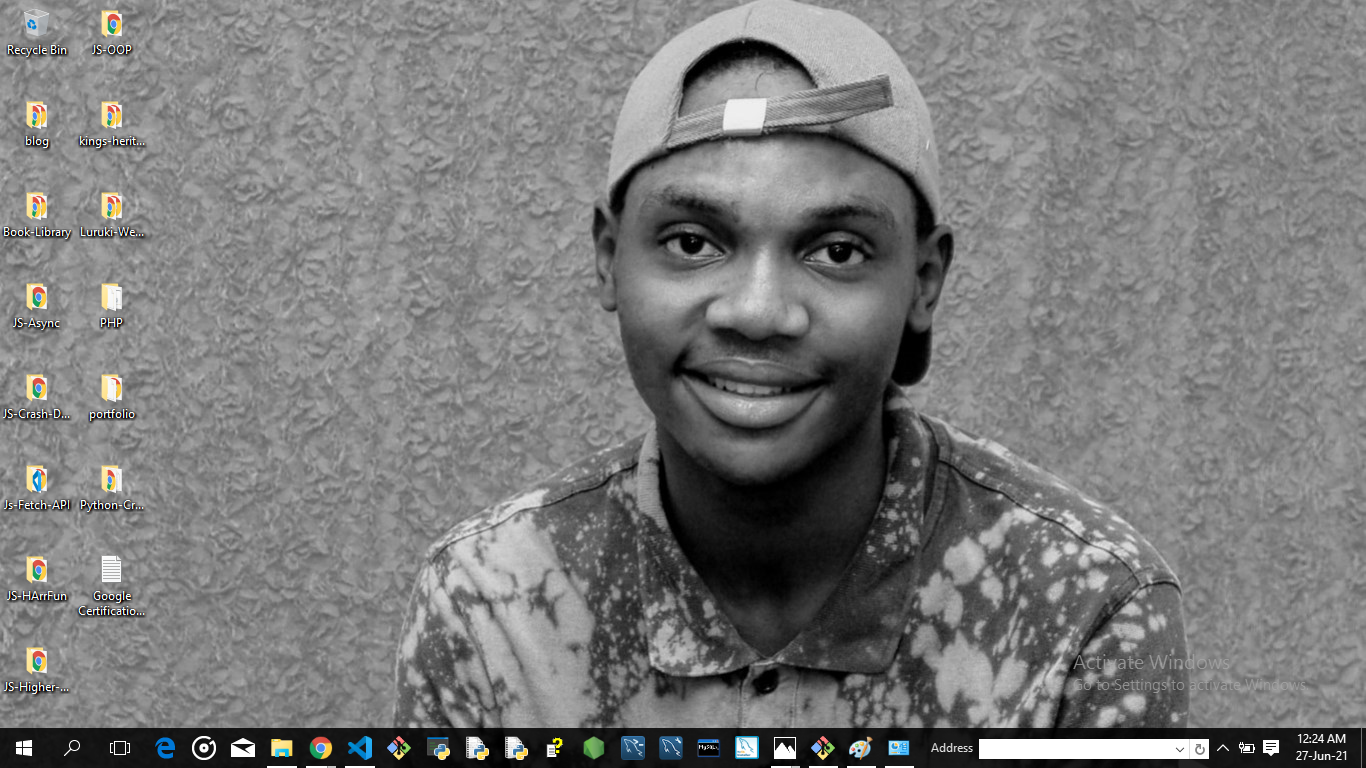 Recycle Bin
JS-OOP
blog
kings-herit...
Book-Library
Luruki-We...
JS-Async
PHP
JS-Crash-D...
portfolio
Js-Fetch-API
Python-Cr...
JS-HArrFun
Google
Certificatio...
JS-Higher-...
Activate Windows
Go to Settings to activate Windows.
MySQL
Address
12:24 AM
27-Jun-21